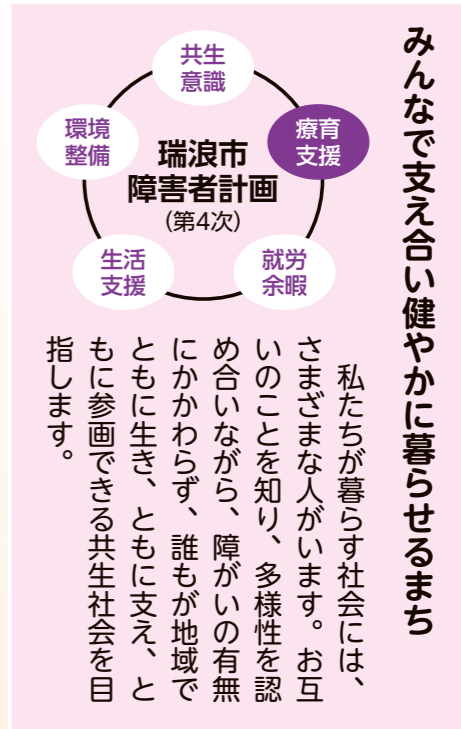 みんなで支え合い健やかに暮らせるまち
共生
意識
療育
支援
就労
余暇
生活
支援
環境
整備
瑞浪市
障害者計画
(第4次)
私たちが暮らす社会には、
さまざまな人がいます。お互
いのことを知り、多様性を認
め合いながら、障がいの有無
にかかわらず、誰もが地域で
ともに生き、ともに支え、と
もに参画できる共生社会を目
指します。